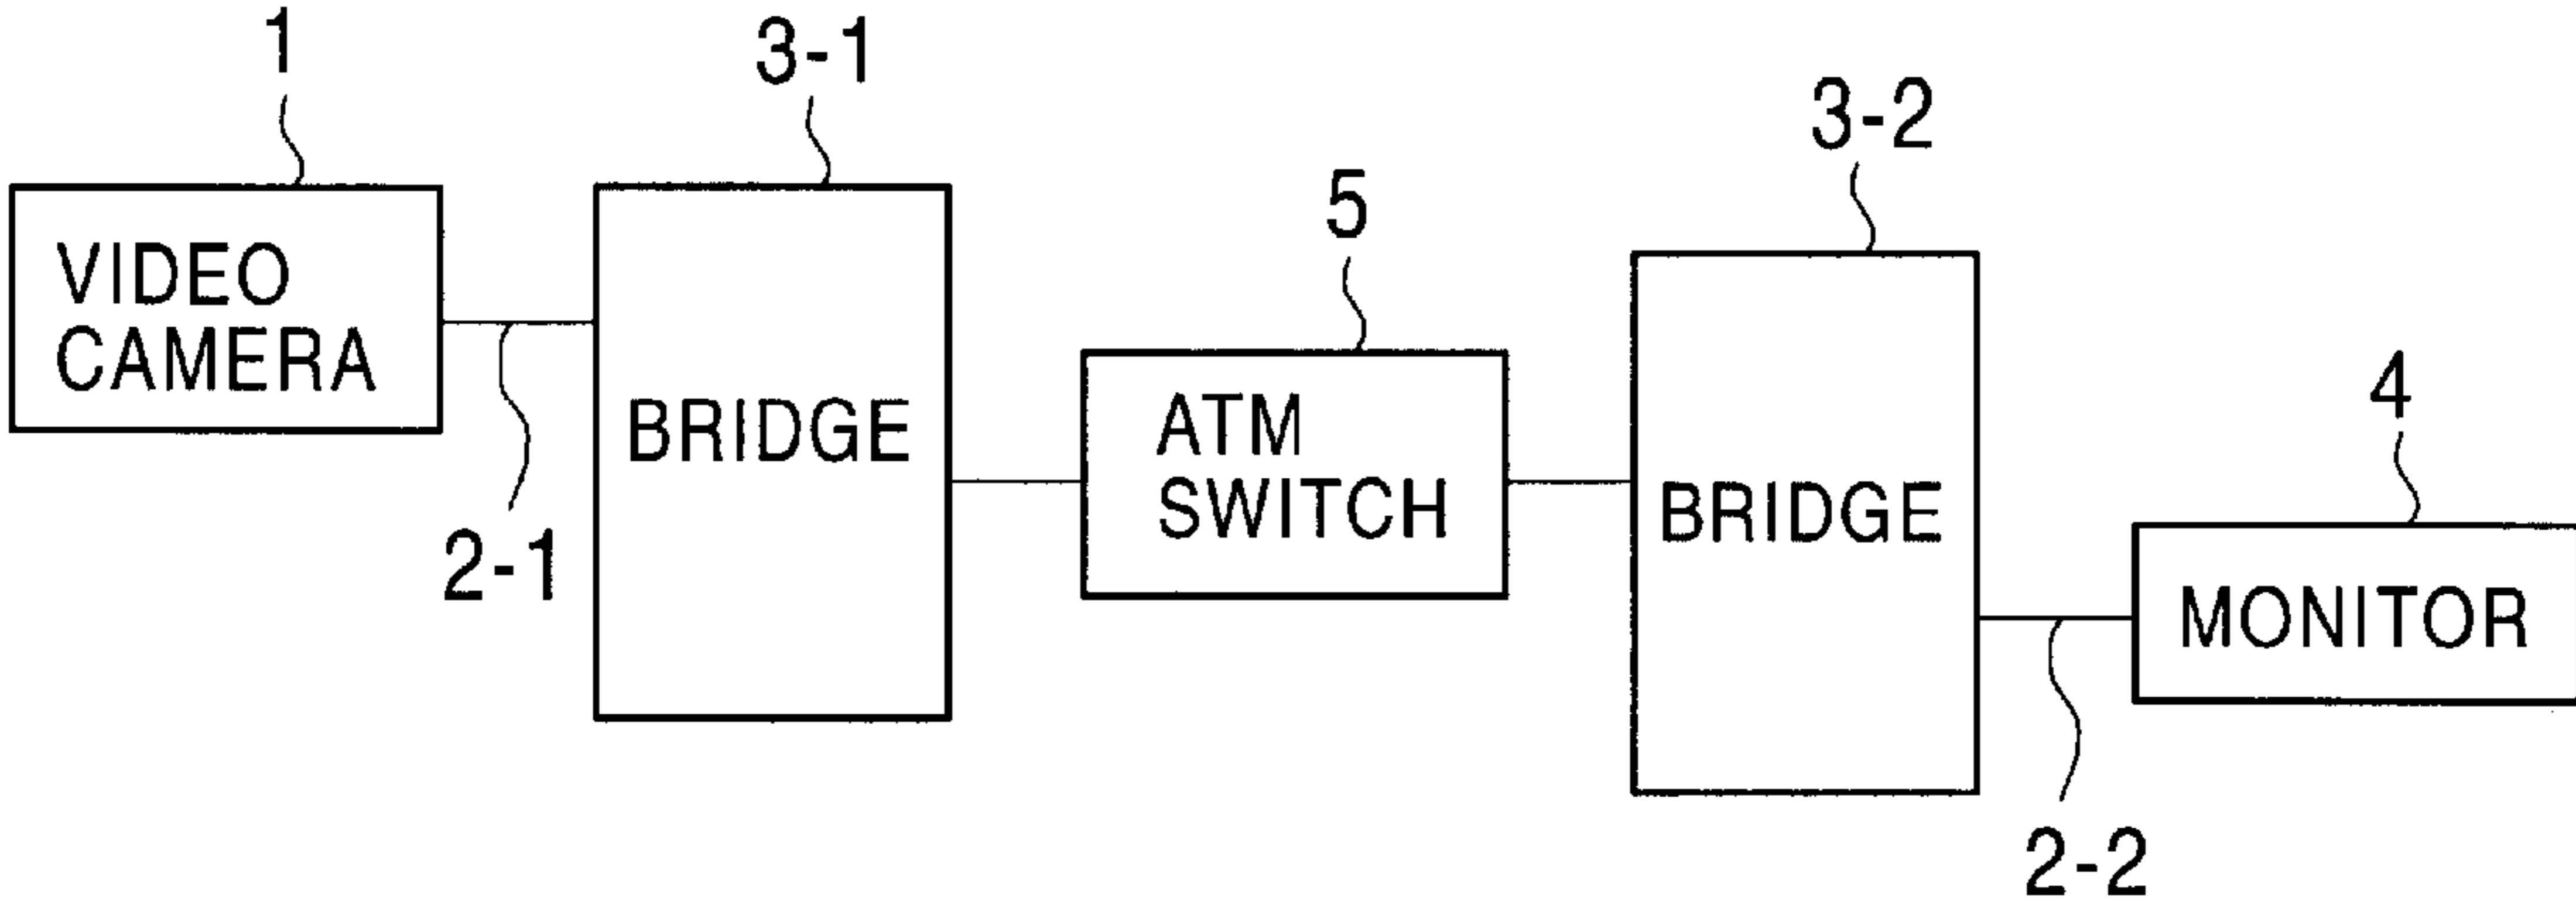 1
3-1
3-2
5
4
VIDEO
CAMERA
BRIDGE
ATM
SWITCH
BRIDGE
MONITOR
2-1
2-2